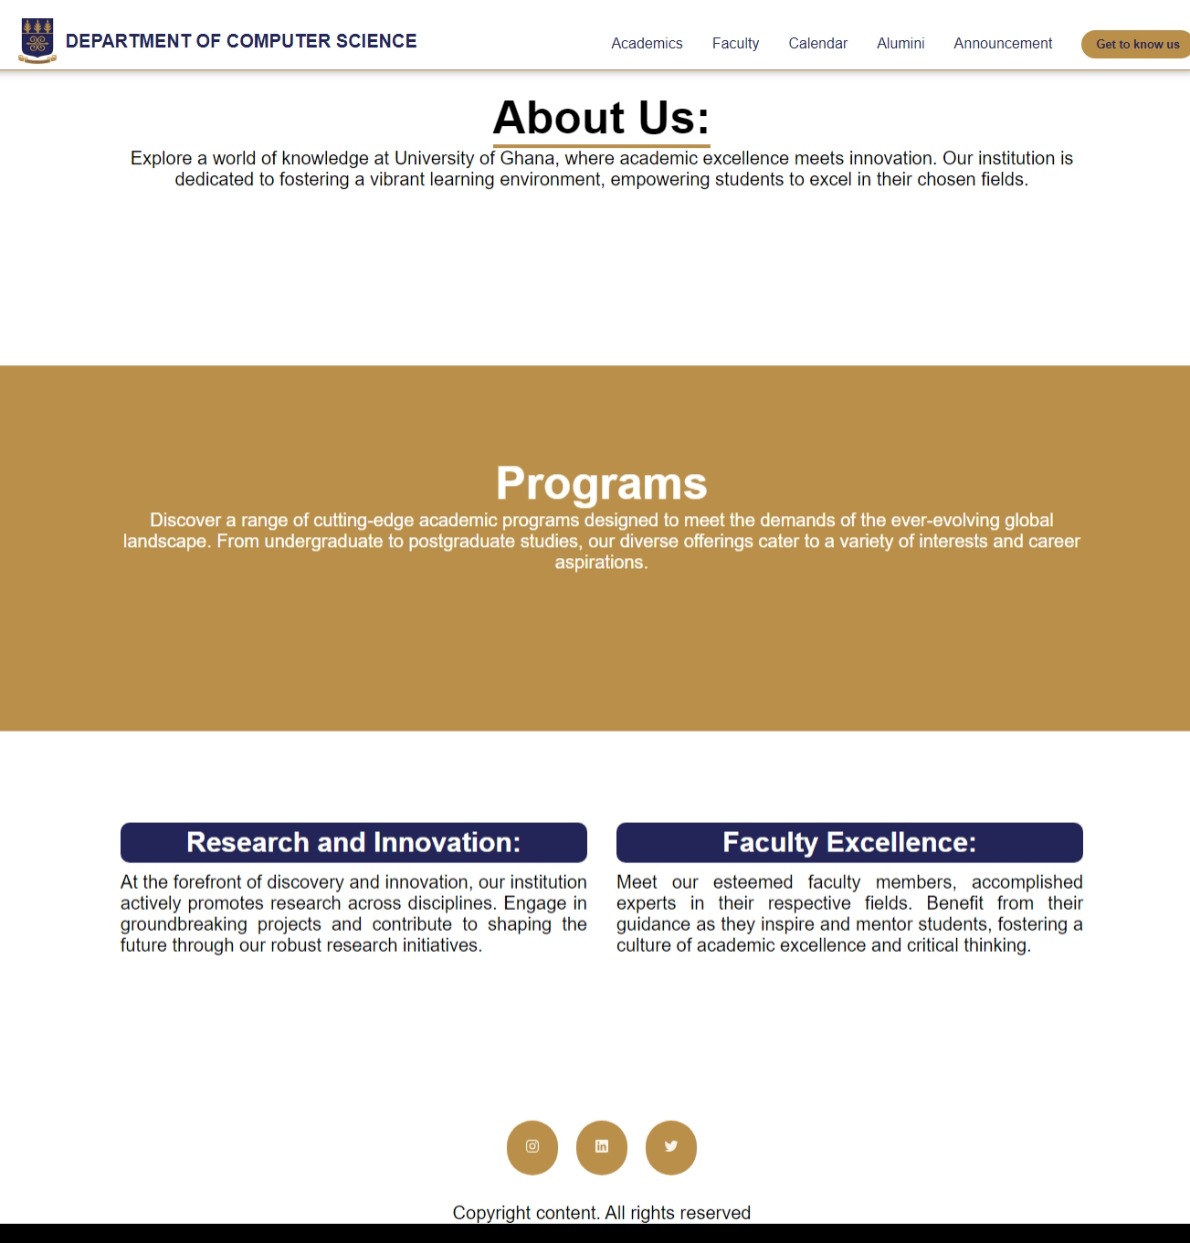 DEPARTMENT OF COMPUTER SCIENCE
Academics Faculty Calendar Alumini Announcement Get to know us
About Us:
Explore a world of knowledge at University of Ghana, where academic excellence meets innovation. Our institution is
dedicated to fostering a vibrant learning environment, empowering students to excel in their chosen fields.
Programs
Discover a range of cutting-edge academic programs designed to meet the demands of the ever-evolving global
landscape. From undergraduate to postgraduate studies, our diverse offerings cater to a variety of interests and career
aspirations.
Research and Innovation:
At the forefront of discovery and innovation, our institution
actively promotes research across disciplines. Engage in
groundbreaking projects and contribute to shaping the
future through our robust research initiatives.
Faculty Excellence:
Meet our esteemed faculty members, accomplished
experts in their respective fields. Benefit from their
guidance as they inspire and mentor students, fostering a
culture of academic excellence and critical thinking.
Copyright content. All rights reserved